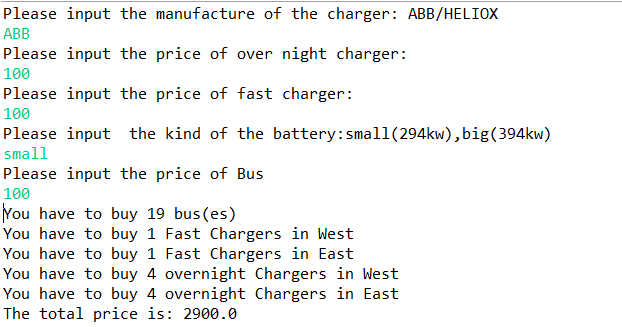 Please input the manufacture of the charger: ABB/HELIOX
ABB
Please input the price of over night charger:
100
Please input the price of fast charger:
100
Please input  the kind of the battery:small(294kw),big(394kw)
small
Please input the price of Bus
100
You have to buy 19 bus(es)
You have to buy 1 Fast Chargers in West
You have to buy 1 Fast Chargers in East
You have to buy 4 overnight Chargers in West
You have to buy 4 overnight Chargers in East
The total price is: 2900.0